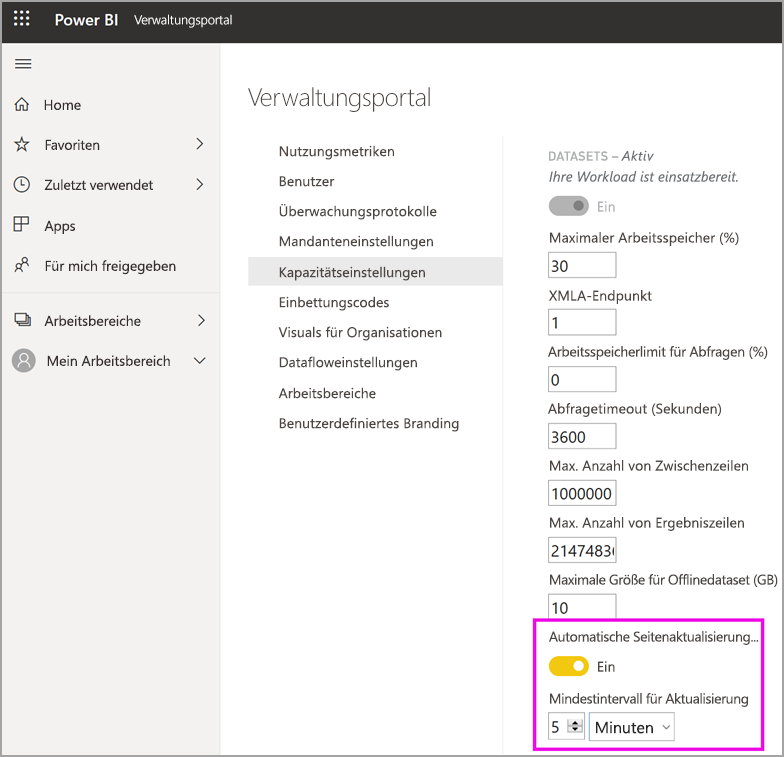 Power BI Verwaltungsportal
Home
Favoriten
Zuletzt verwendet
Apps
Für mich freigegeben
Arbeitsbereiche
Mein Arbeitsbereich
Verwaltungsportal
Nutzungsmetriken
Benutzer
Überwachungsprotokolle
Mandanteneinstellungen
Kapazitätseinstellungen
Einbettungscodes
Visuals für Organisationen
Datafloweinstellungen
Arbeitsbereiche
Benutzerdefiniertes Branding
DATASETS – Aktiv
Ihre Workload ist einsatzbereit.
Ein
Maximaler Arbeitsspeicher (%)
30
XMLA-Endpunkt
1
Arbeitsspeicherlimit für Abfragen (%)
0
Abfragetimeout (Sekunden)
3600
Max. Anzahl von Zwischenzeilen
1000000
Max. Anzahl von Ergebniszeilen
2147483
Maximale Größe für Offlinedataset (GB)
10
Automatische Seitenaktualisierung...
Ein
Mindestintervall für Aktualisierung
5 Minuten